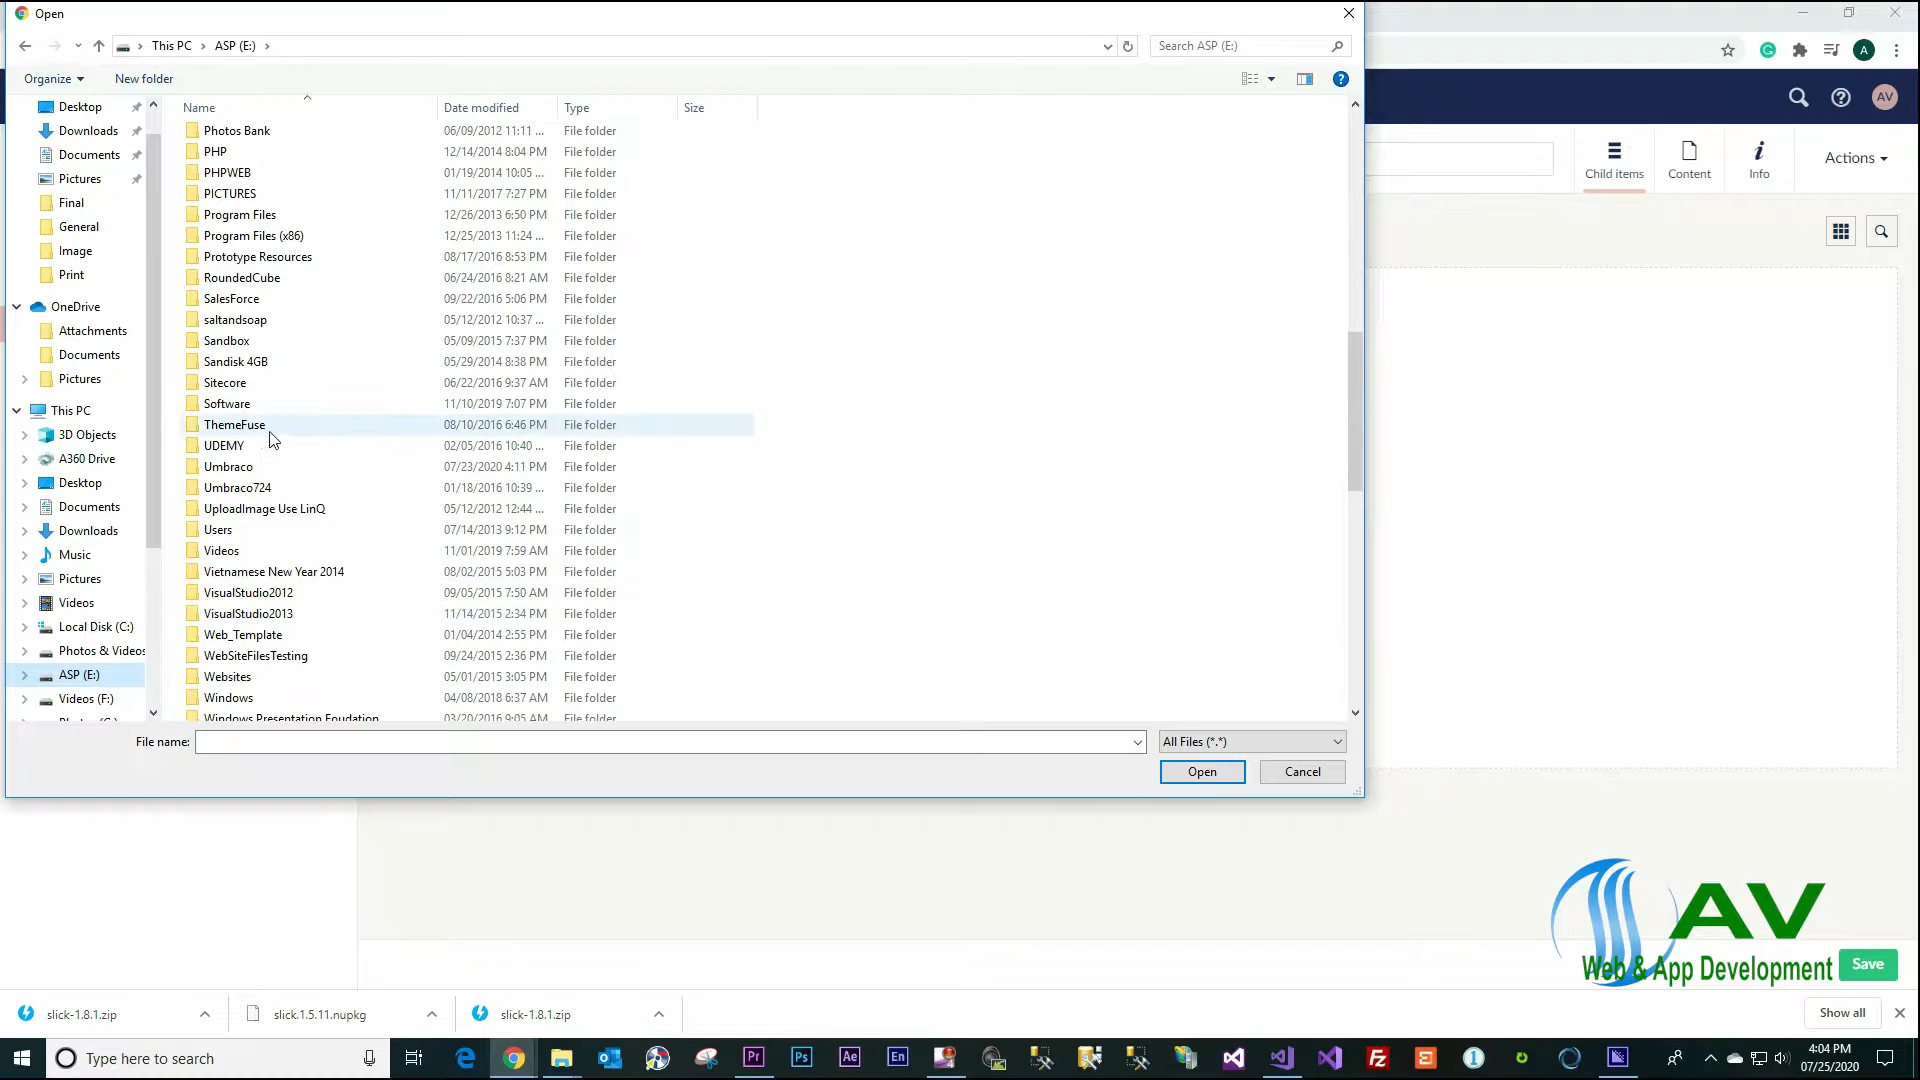 Open
This PC
ASP (E:)
Search ASP (E:)
Organize
New folder
Name
Date modified
Type
Size
Desktop
Downloads
Documents
Pictures
Final
General
Image
Print
OneDrive
Attachments
Documents
Pictures
This PC
3D Objects
A360 Drive
Desktop
Documents
Downloads
Music
Pictures
Videos
Local Disk (C:)
Photos & Videos
ASP (E:)
Videos (F:)
Photos Bank 06/09/2012 11:11 ... File folder
PHP 12/14/2014 8:04 PM File folder
PHPWEB 01/19/2014 10:05 ... File folder
PICTURES 11/11/2017 7:27 PM File folder
Program Files 12/26/2013 6:50 PM File folder
Program Files (x86) 12/25/2013 11:24 ... File folder
Prototype Resources 08/17/2016 8:53 PM File folder
RoundedCube 06/24/2016 8:21 AM File folder
SalesForce 09/22/2016 5:06 PM File folder
saltandsoap 05/12/2012 10:37 ... File folder
Sandbox 05/09/2015 7:37 PM File folder
Sandisk 4GB 05/29/2014 8:38 PM File folder
Sitecore 06/22/2016 9:37 AM File folder
Software 11/10/2019 7:07 PM File folder
ThemeFuse 08/10/2016 6:46 PM File folder
UDEMY 02/05/2016 10:40 ... File folder
Umbraco 07/23/2020 4:11 PM File folder
Umbraco724 01/18/2016 10:39 ... File folder
UploadImage Use LinQ 05/12/2012 12:44 ... File folder
Users 07/14/2013 9:12 PM File folder
Videos 11/01/2019 7:59 AM File folder
Vietnamese New Year 2014 08/02/2015 5:03 PM File folder
VisualStudio2012 09/05/2015 7:50 AM File folder
VisualStudio2013 11/14/2015 2:34 PM File folder
Web_Template 01/04/2014 2:55 PM File folder
WebSiteFilesTesting 09/24/2015 2:36 PM File folder
Websites 05/01/2015 3:05 PM File folder
Windows 04/08/2018 6:37 AM File folder
Windows Presentation Foudation 03/20/2016 9:05 AM File folder
File name:
All Files (*.*)
Open
Cancel
A
AV
Child items
Content
Info
Actions
AV
Web & App Development
Save
slick-1.8.1.zip
slick.1.5.11.nupkg
slick-1.8.1.zip
Show all
Type here to search
Pr
Ps
Ae
En
4:04 PM
07/25/2020